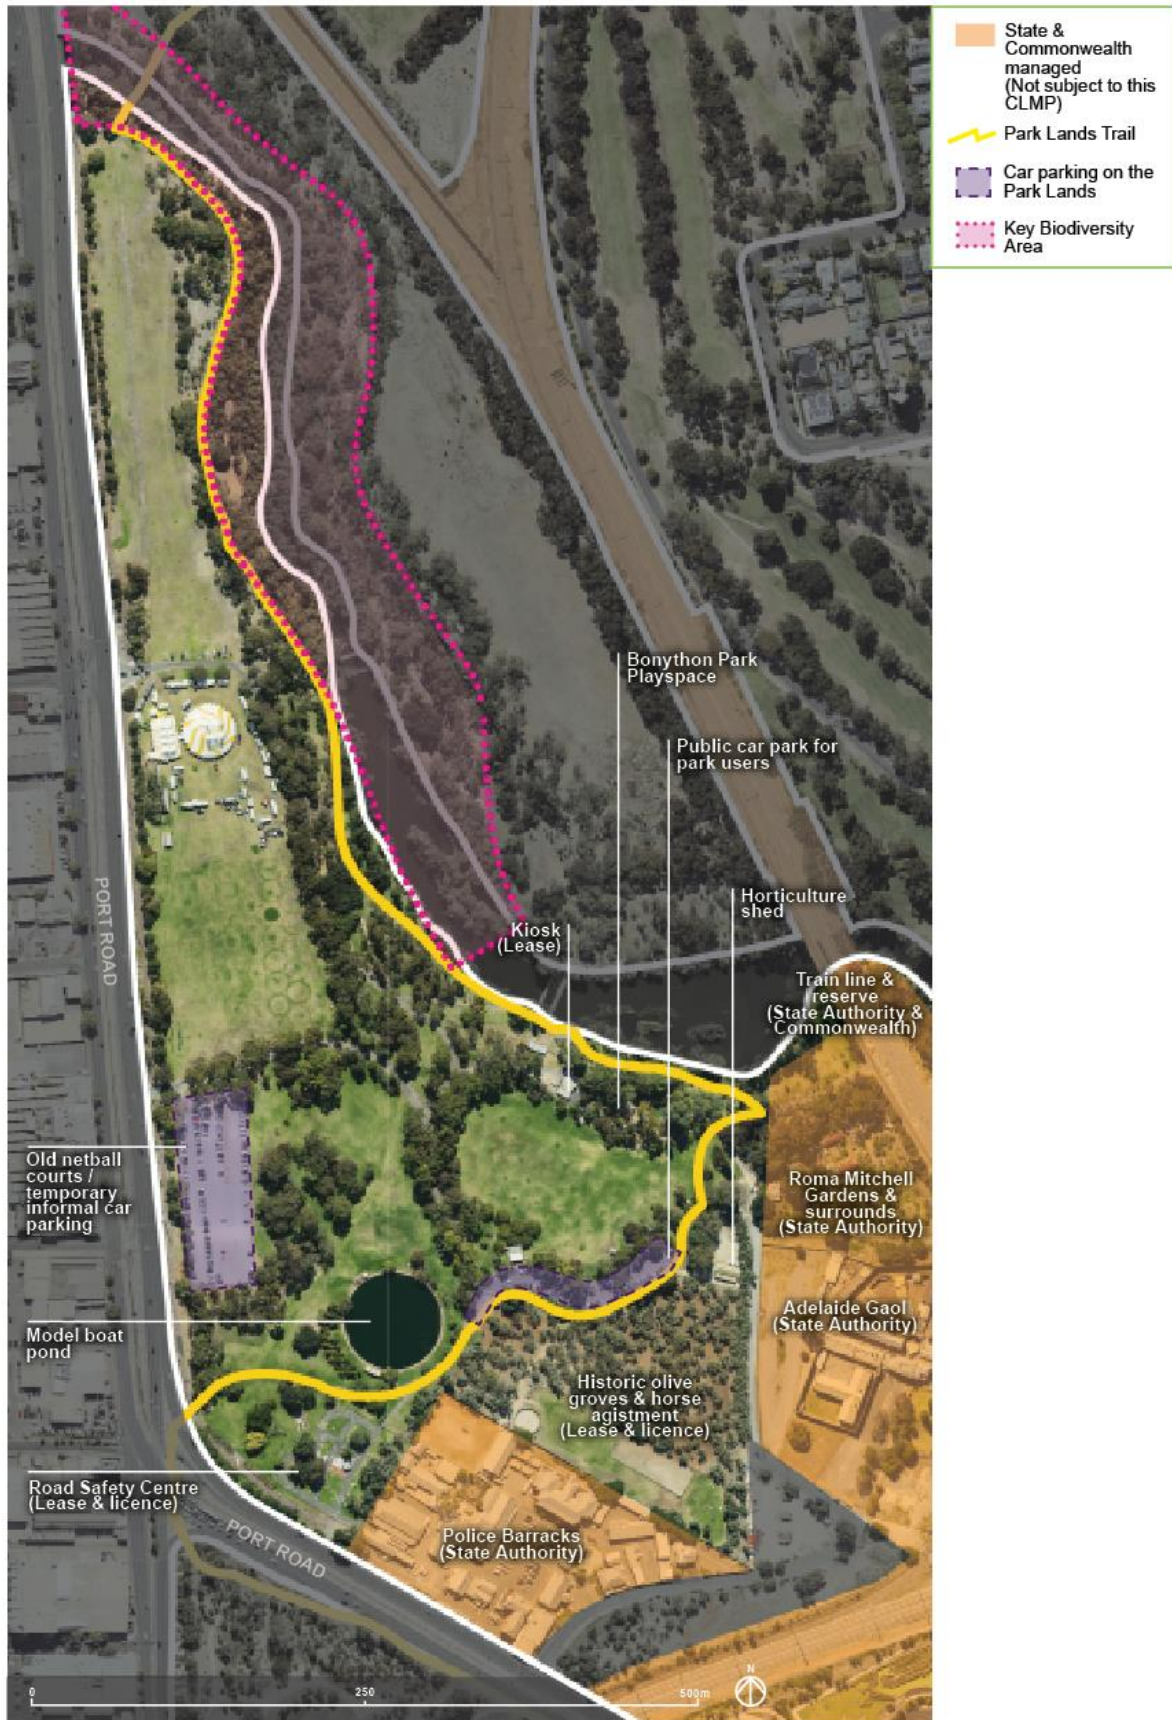 State &
Commonwealth
managed
(Not subject to this
CLMP)
Park Lands Trail
Car parking on the
Park Lands
Key Biodiversity
Area
Bonython Park
Playspace
Public car park for
park users
Horticulture
shed
Kiosk
(Lease)
PORT ROAD
Train line &
reserve
(State Authority &
Commonwealth)
Old netball
courts /
temporary
informal car
parking
Roma Mitchell
Gardens &
surrounds
(State Authority)
Adelaide Gaol
(State Authority)
Model boat
pond
Historic olive
groves & horse
agistment
(Lease & licence)
Road Safety Centre
(Lease & licence)
Police Barracks
(State Authority)
PORT ROAD
N
0
250
500m